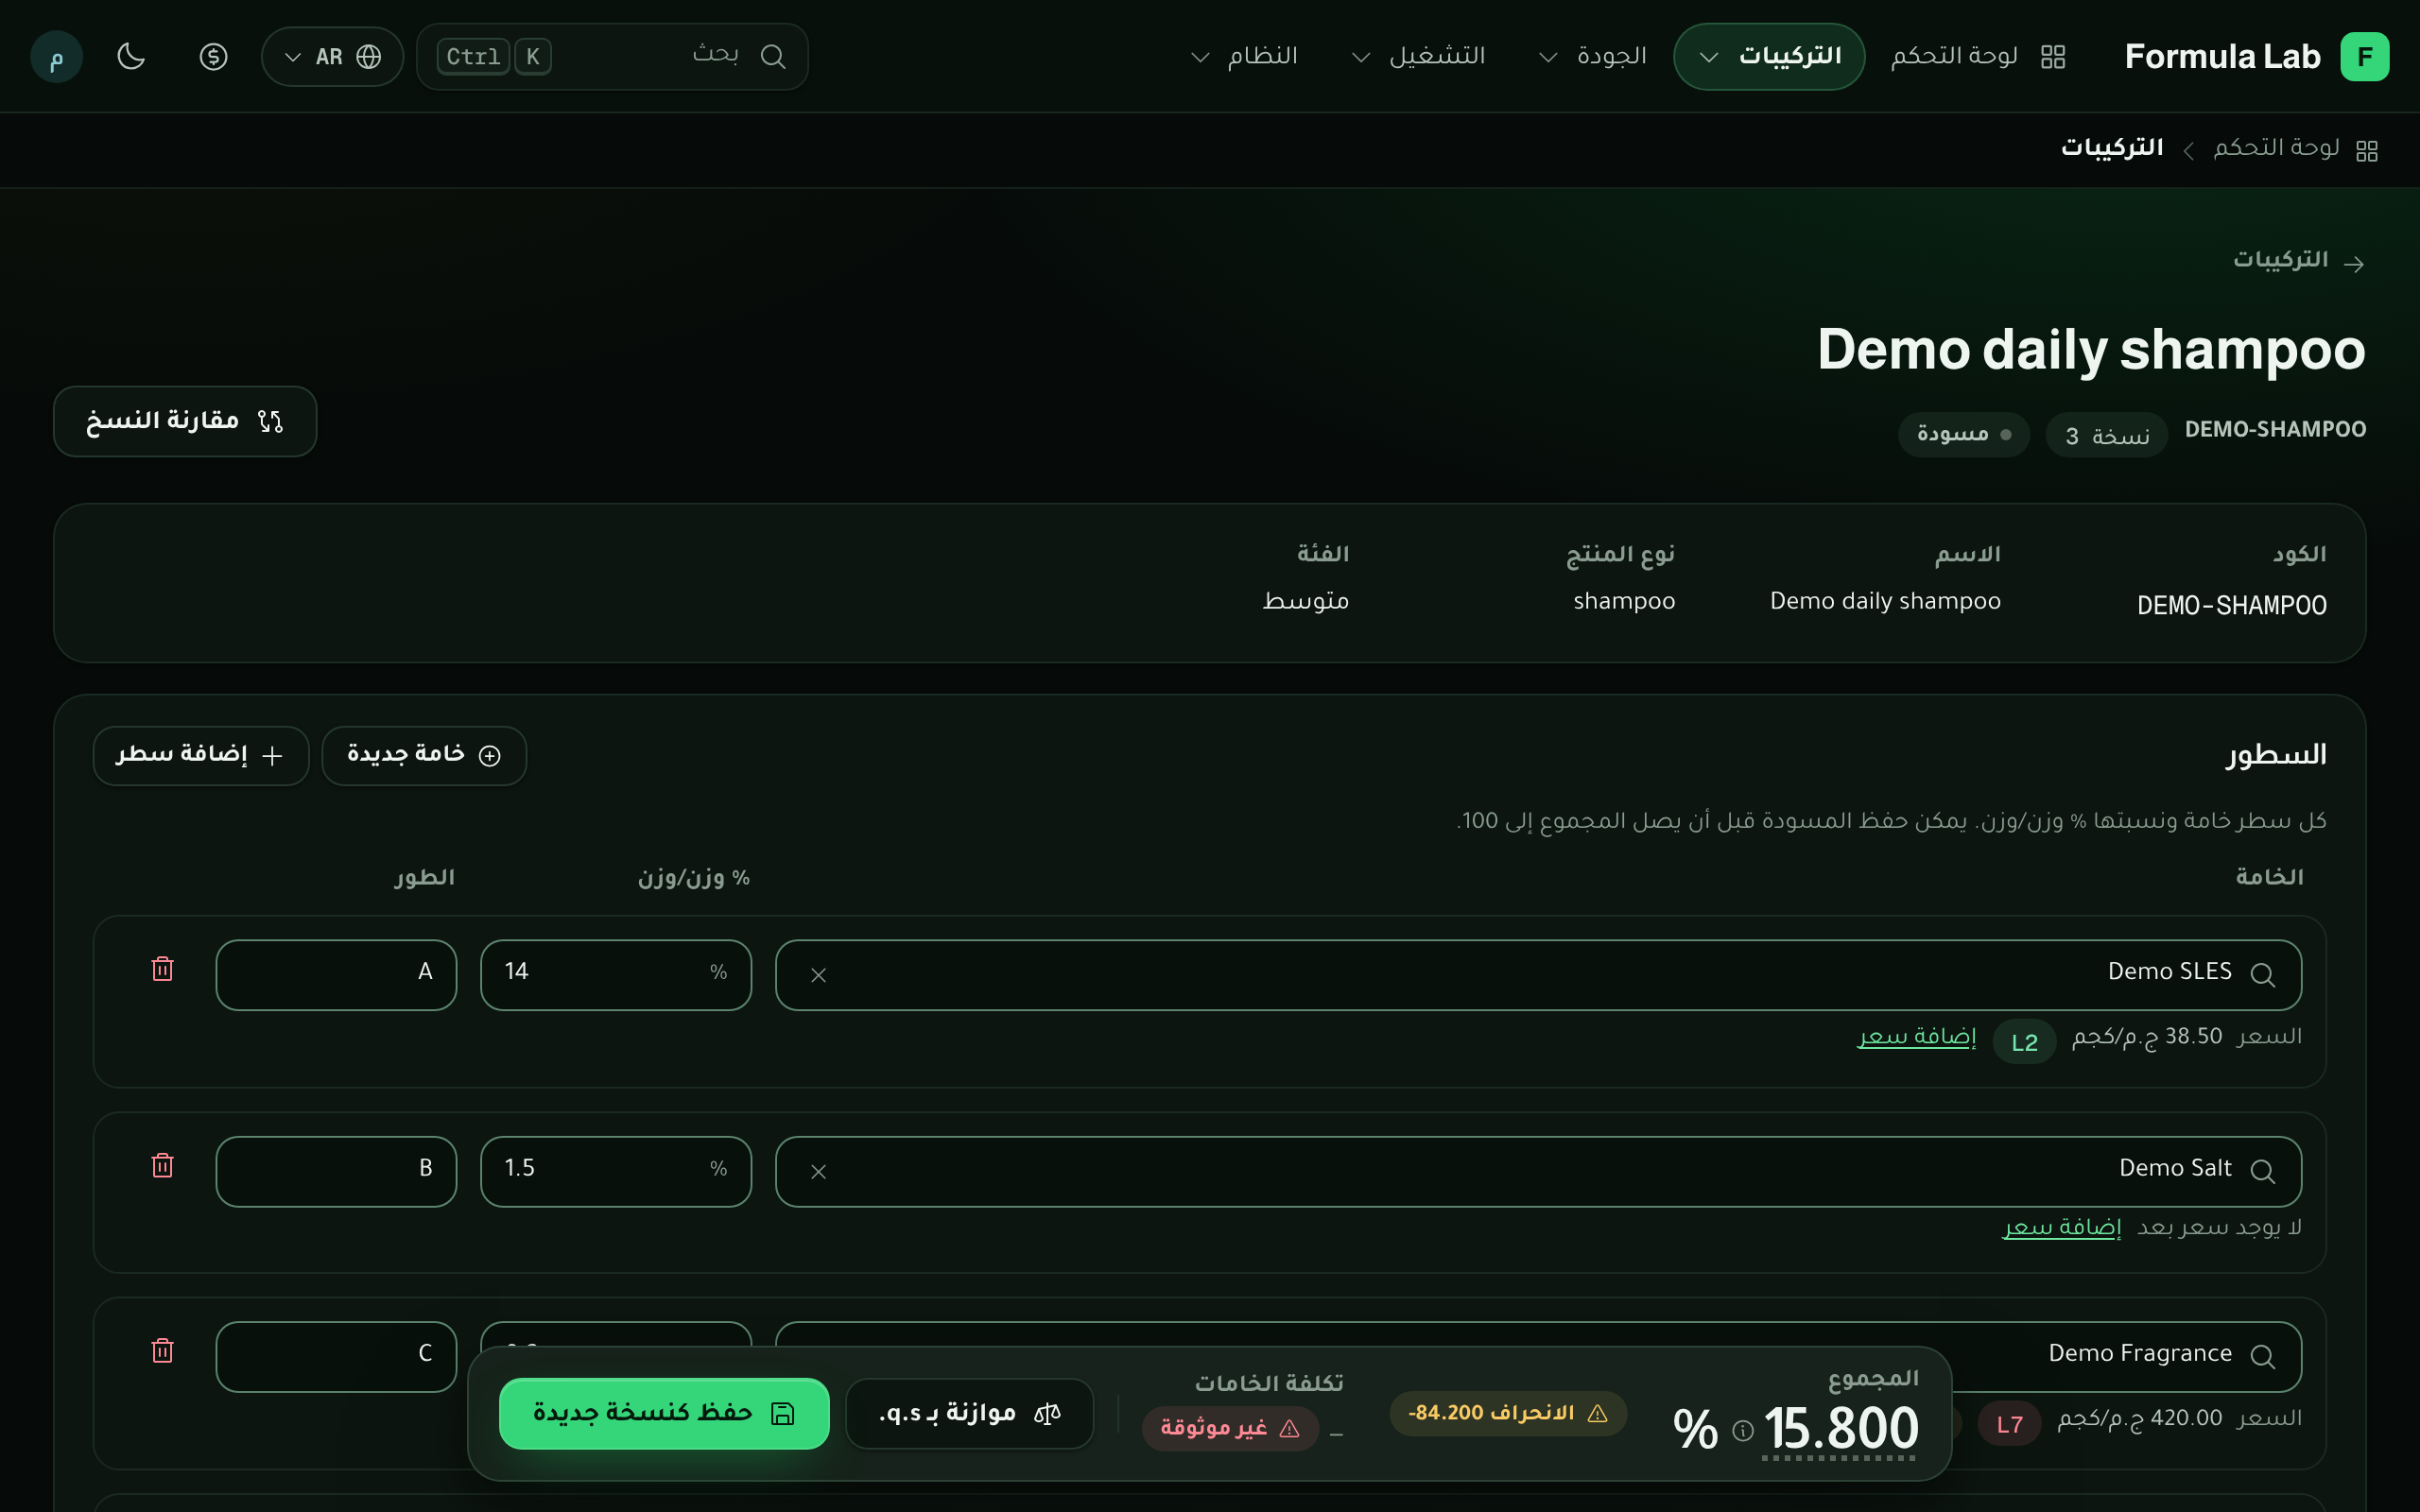 F Formula Lab لوحة التحكم التركيبات الجودة التشغيل النظام بحث Ctrl K AR م
لوحة التحكم التركيبات
التركيبات
Demo daily shampoo
DEMO-SHAMPOO نسخة 3 مسودة
مقارنة النسخ
الكود الاسم نوع المنتج الفئة
DEMO-SHAMPOO Demo daily shampoo shampoo متوسط
السطور خامة جديدة إضافة سطر
كل سطر خامة ونسبتها % وزن/وزن. يمكن حفظ المسودة قبل أن يصل المجموع إلى 100.
الخامة % وزن/وزن الطور
Demo SLES % 14 A
السعر 38.50 ج.م/كجم L2 إضافة سعر
Demo Salt % 1.5 B
لا يوجد سعر بعد إضافة سعر
Demo Fragrance C
السعر 420.00 ج.م/كجم L7
المجموع
15.800 %
الانحراف 84.200-
تكلفة الخامات
— غير موثوقة
موازنة بـ q.s.
حفظ كنسخة جديدة